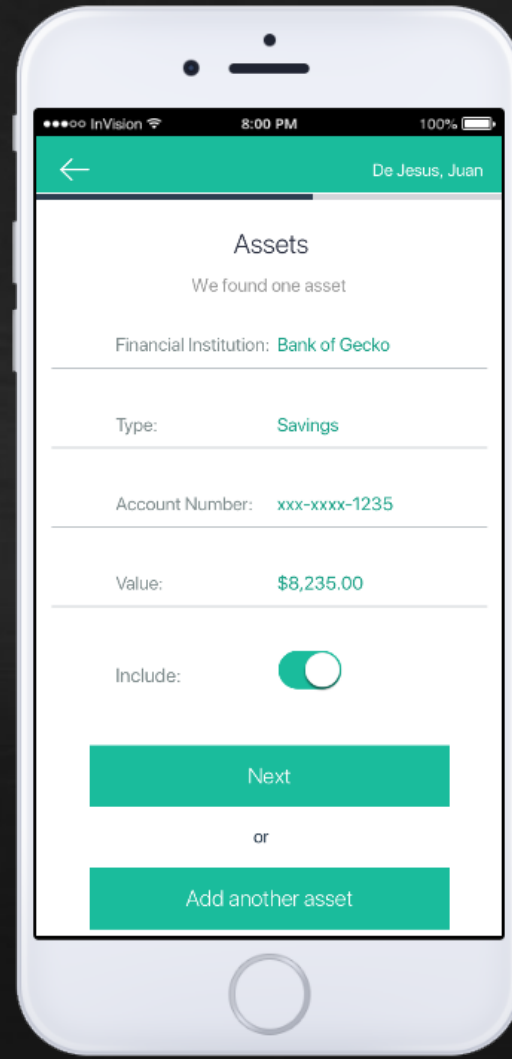 InVision 8:00 PM 100%
De Jesus, Juan
Assets
We found one asset
Financial Institution: Bank of Gecko
Type: Savings
Account Number: xxx-xxxx-1235
Value: $8,235.00
Include:
Next
or
Add another asset